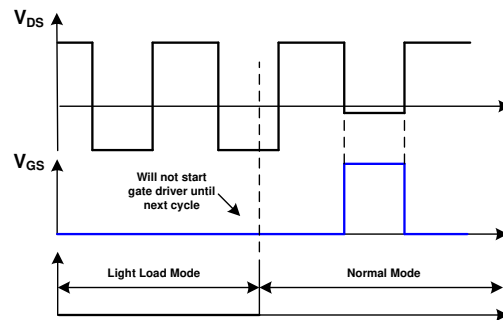 VDS
VGS
Will not start
gate driver until
next cycle
Light Load Mode
Normal Mode